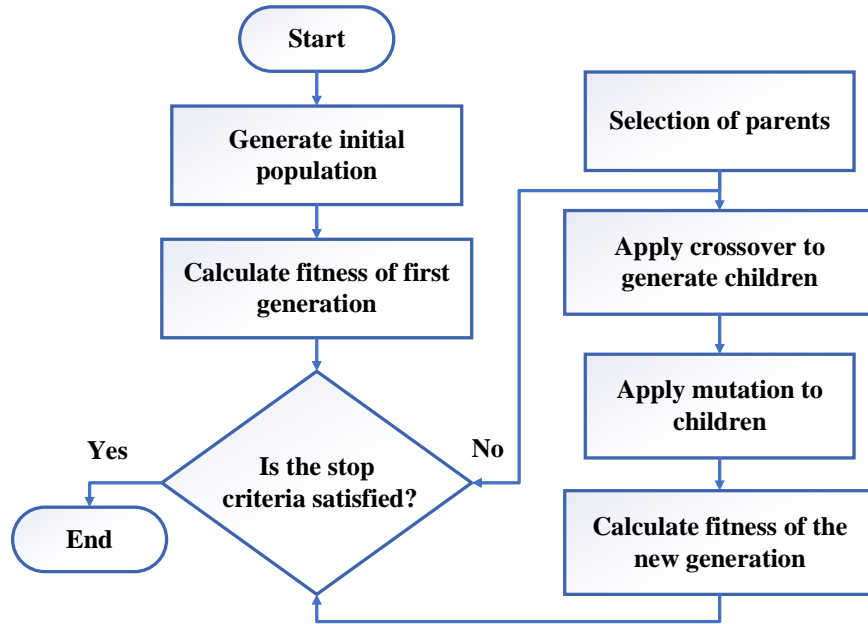 Start
Generate initial
population
Calculate fitness of first
generation
Is the stop
criteria satisfied?
Yes
No
End
Selection of parents
Apply crossover to
generate children
Apply mutation to
children
Calculate fitness of the
new generation